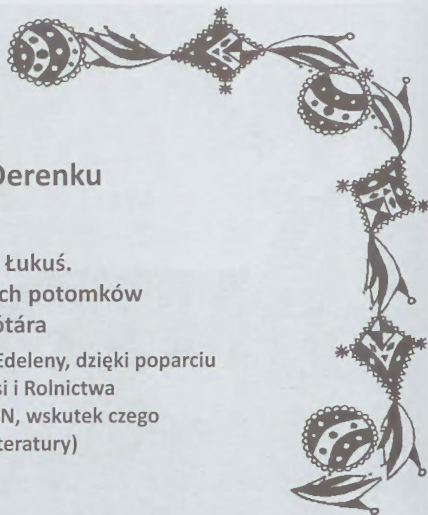 Derenku
Łukuś.
ch potomków
ótára
Edeleny, dzięki poparciu
si i Rolnictwa
N, wskutek czego
teratury)